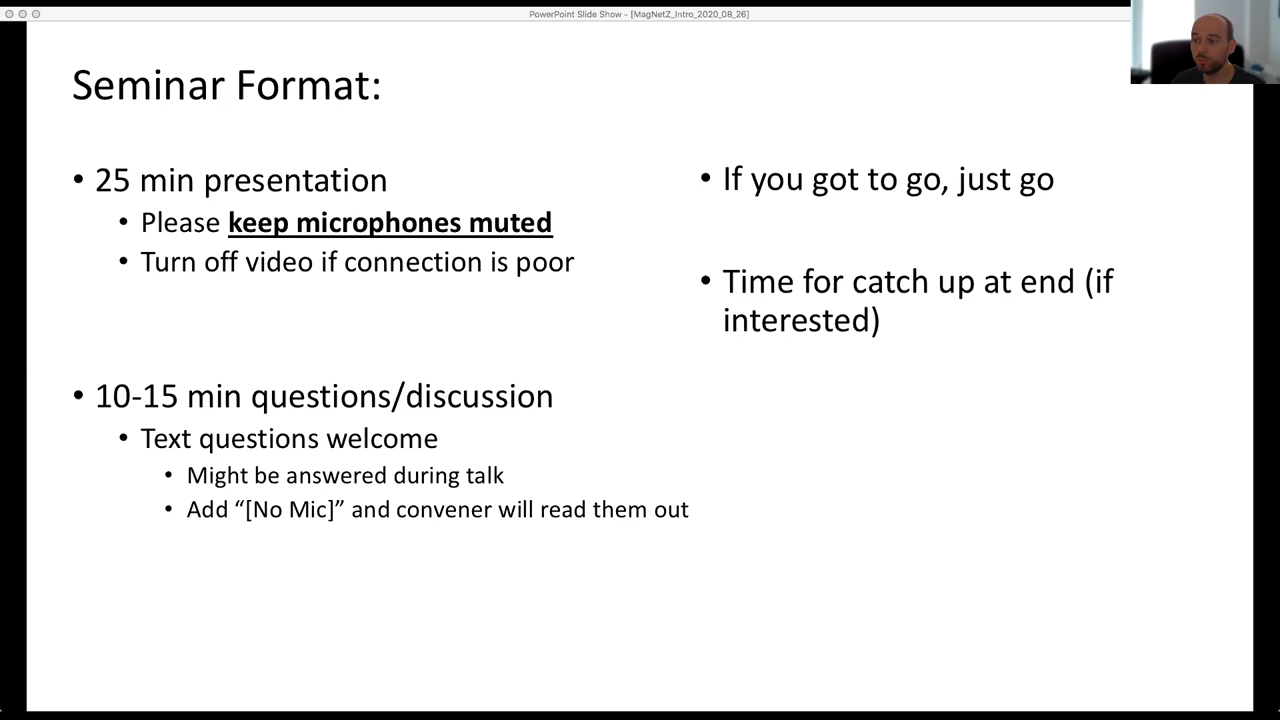 PowerPoint Slide Show - [MagNetZ_Intro_2020_08_26]
Seminar Format:
• 25 min presentation
• Please keep microphones muted
• Turn off video if connection is poor
• 10-15 min questions/discussion
• Text questions welcome
• Might be answered during talk
• Add “[No Mic]” and convener will read them out
• If you got to go, just go
• Time for catch up at end (if
interested)